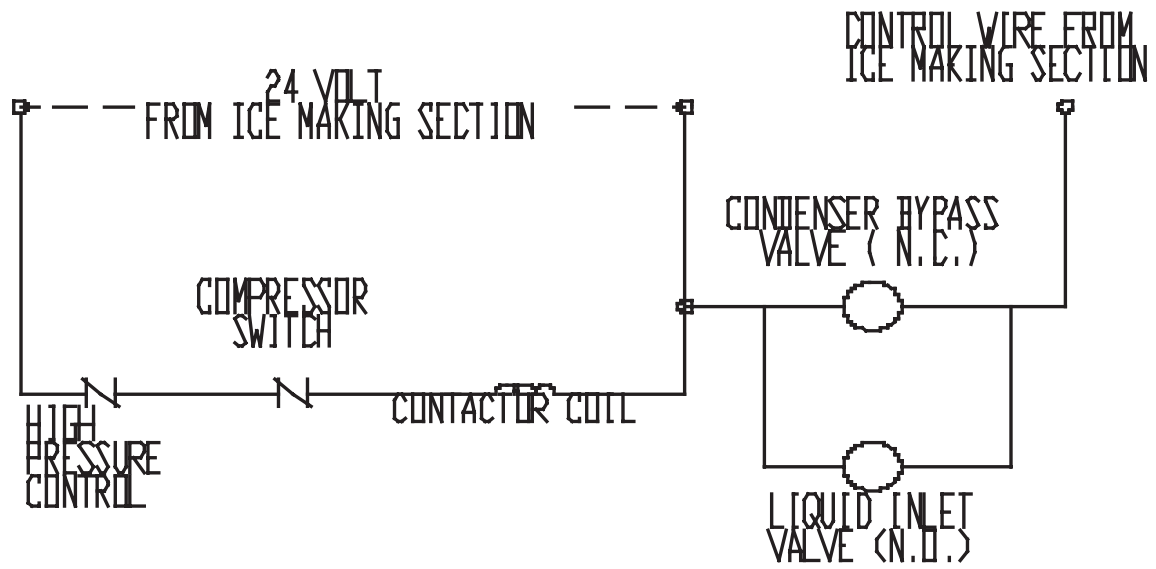 CONTROL WIRE FROM
ICE MAKING SECTION
24 VOLT
FROM ICE MAKING SECTION
CONDENSER BYPASS
VALVE ( N.C.)
COMPRESSOR
SWITCH
CONTACTOR COIL
HIGH
PRESSURE
CONTROL
LIQUID INLET
VALVE (N.O.)